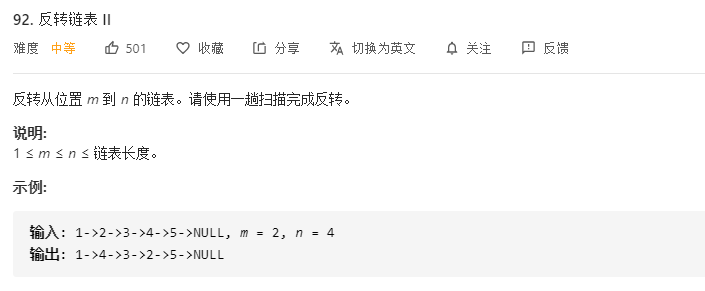 92. 反转链表 II
难度 中等 501 收藏 分享 切换为英文 关注 反馈
反转从位置 m 到 n 的链表。请使用一趟扫描完成反转。
说明:
1 ≤ m ≤ n ≤ 链表长度。
示例:
输入: 1->2->3->4->5->NULL, m = 2, n = 4
输出: 1->4->3->2->5->NULL